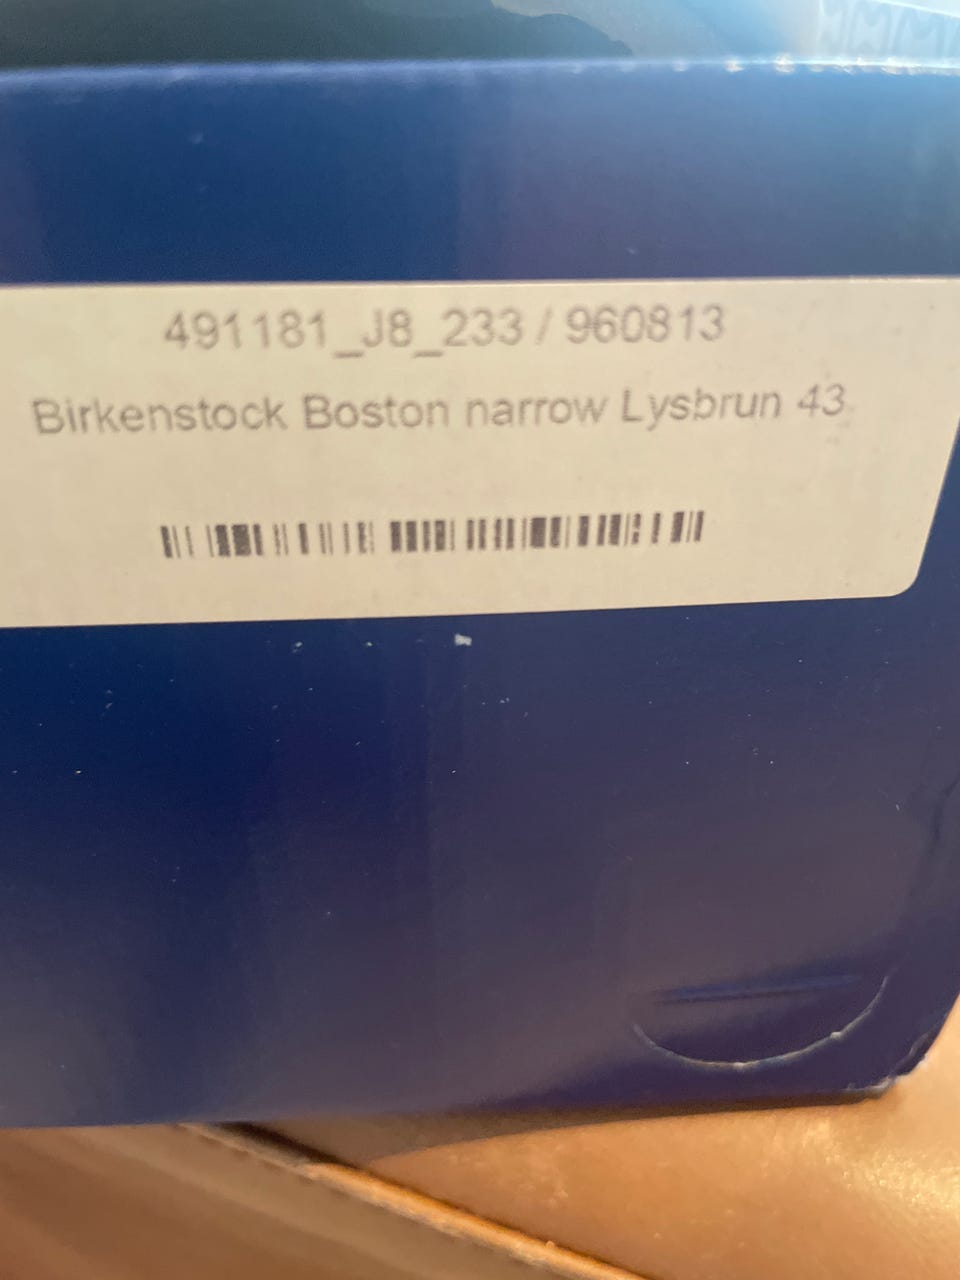 491181_J8_233 / 960813
Birkenstock Boston narrow Lysbrun 43